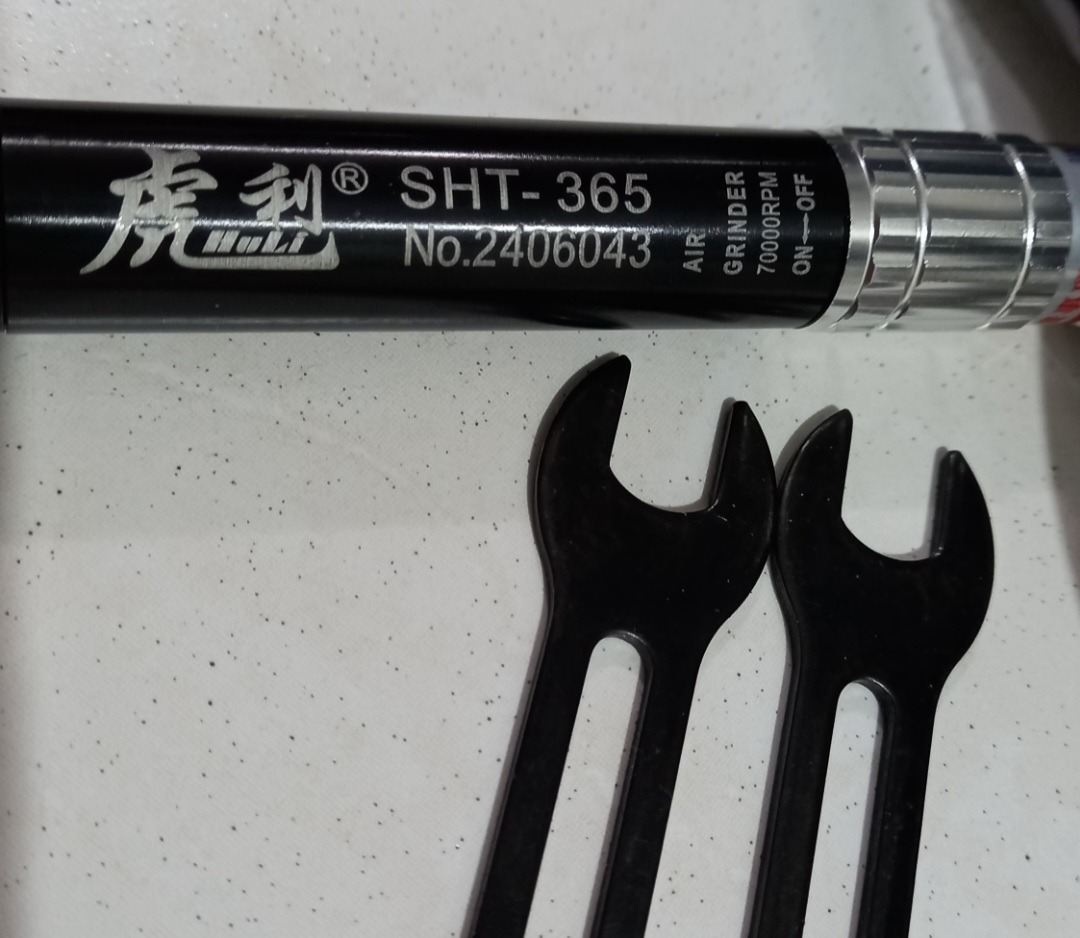 虎利®
HuLi
SHT-365
No.2406043
AIR
GRINDER
70000RPM
ON—OFF